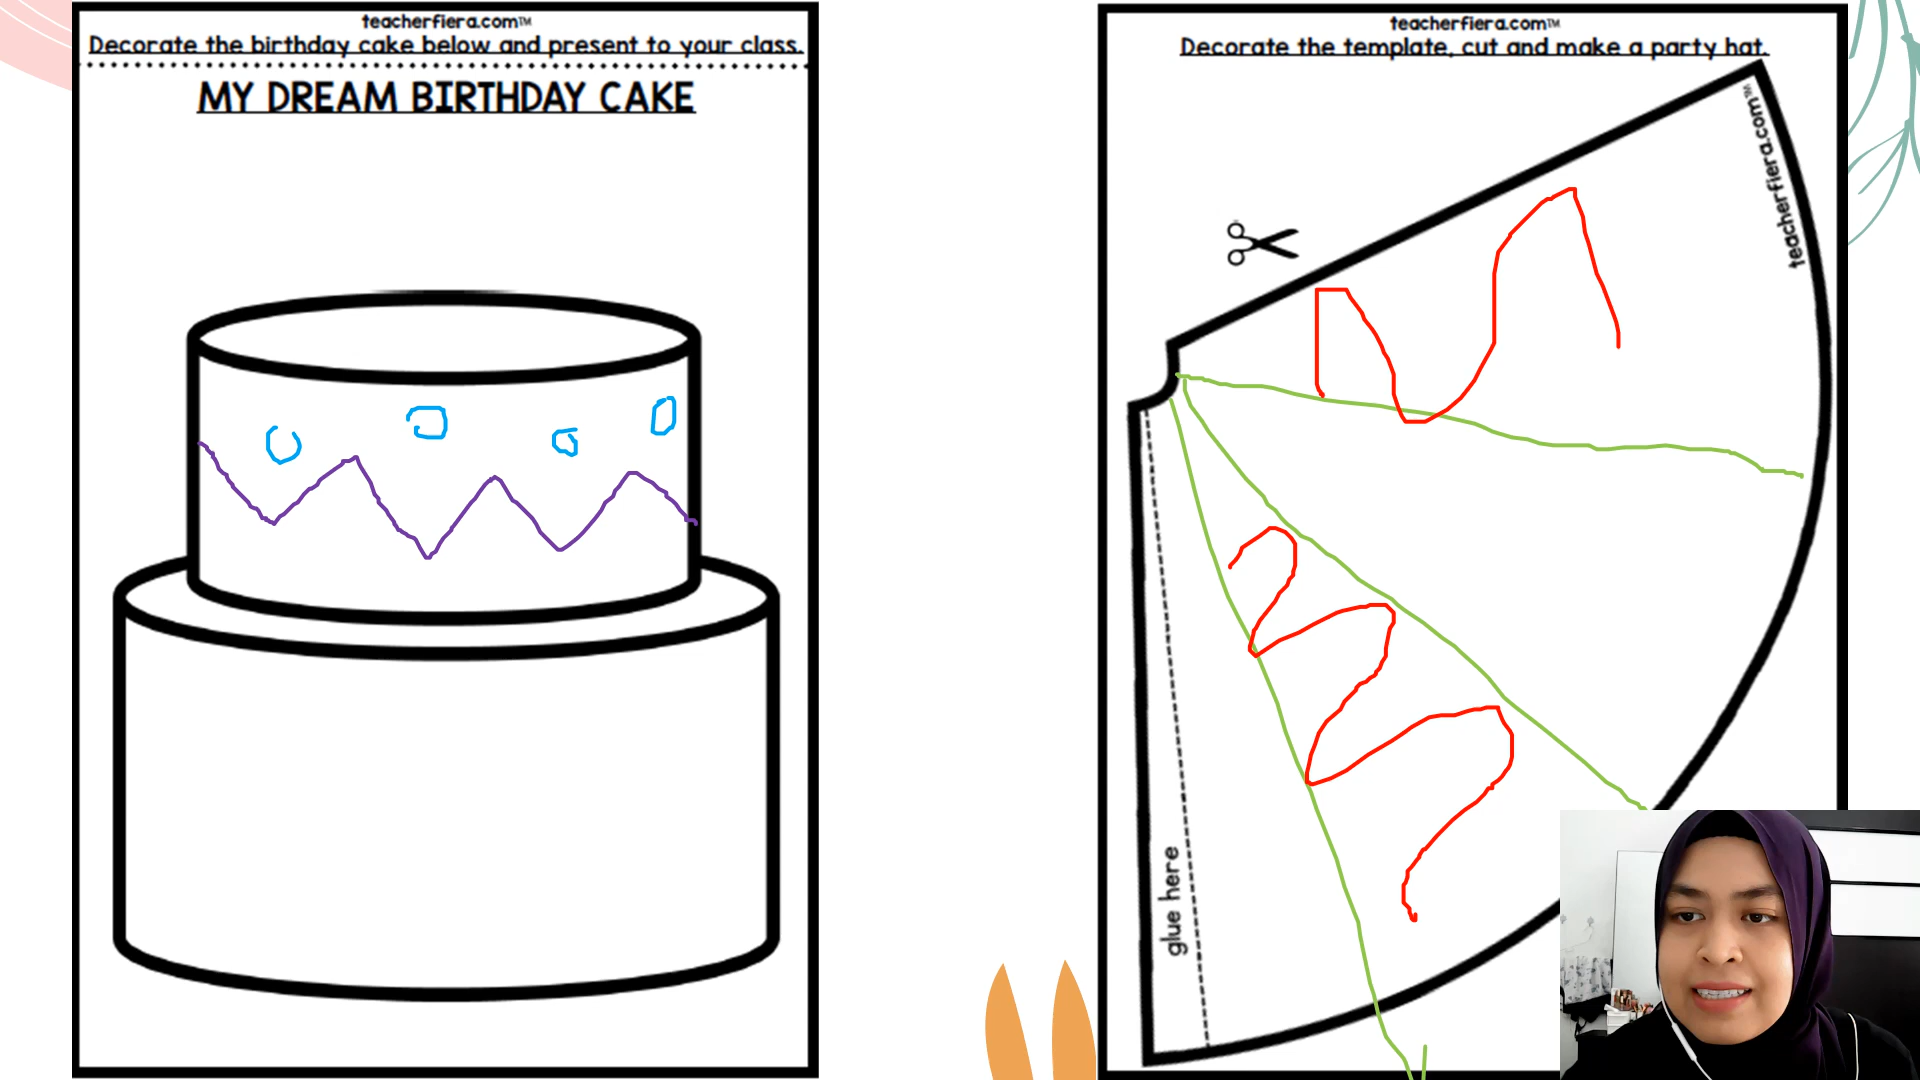 teacherfiera.com™
Decorate the birthday cake below and present to your class.
MY DREAM BIRTHDAY CAKE
teacherfiera.com™
Decorate the template, cut and make a party hat.
teacherfiera.com™
glue here